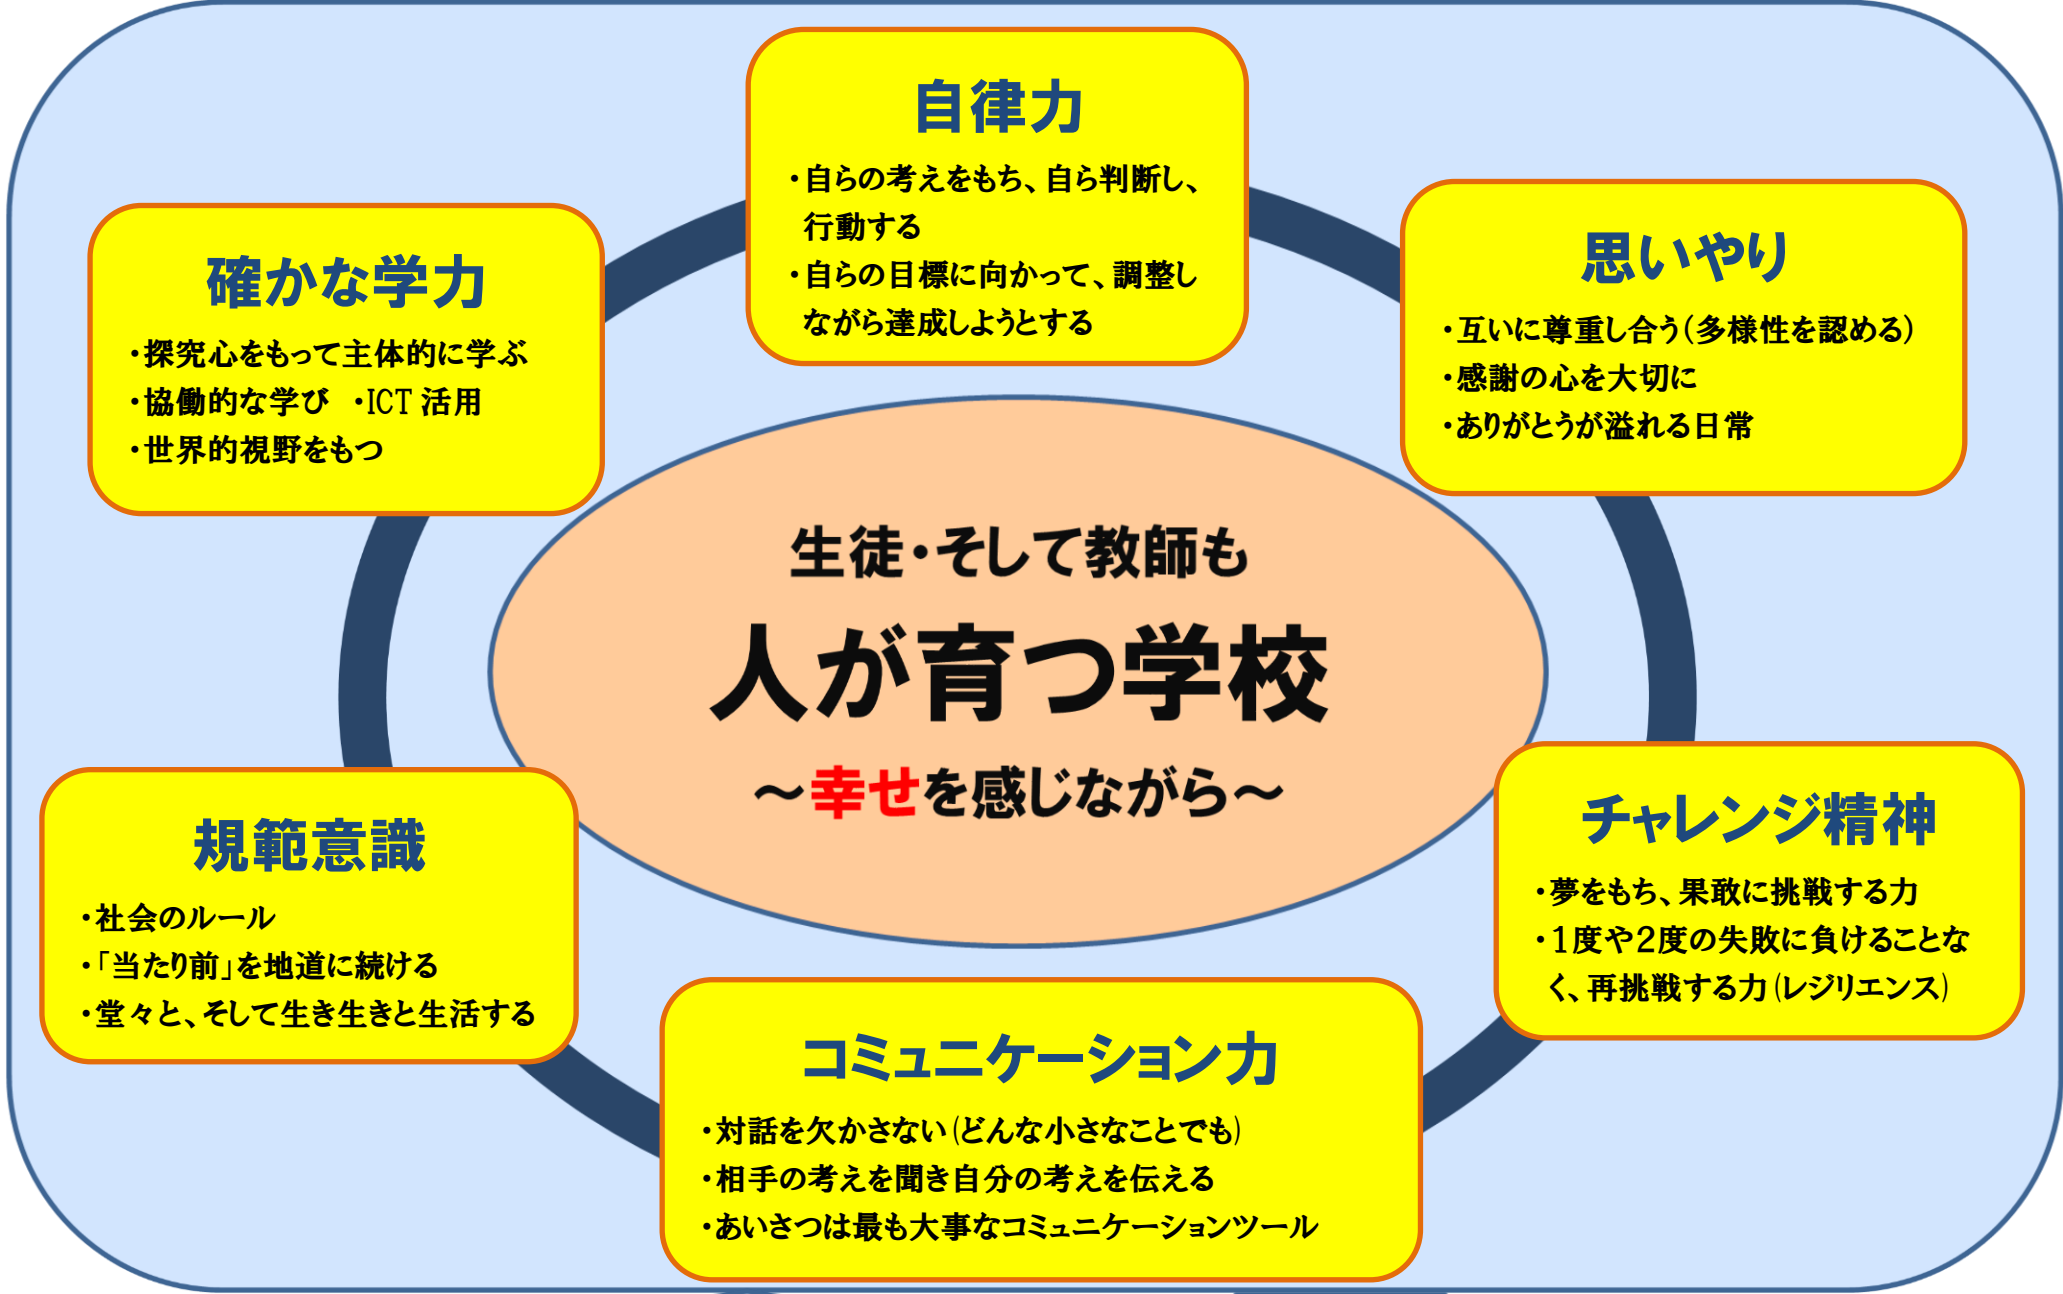 自律力
・自らの考えをもち、自ら判断し、
行動する
・自らの目標に向かって、調整し
ながら達成しようとする
確かな学力
・探究心をもって主体的に学ぶ
・協働的な学び ・ICT 活用
・世界的視野をもつ
思いやり
・互いに尊重し合う(多様性を認める)
・感謝の心を大切に
・ありがとうが溢れる日常
生徒・そして教師も
人が育つ学校
～幸せを感じながら～
規範意識
・社会のルール
・「当たり前」を地道に続ける
・堂々と、そして生き生きと生活する
チャレンジ精神
・夢をもち、果敢に挑戦する力
・1度や2度の失敗に負けることな
く、再挑戦する力(レジリエンス)
コミュニケーション力
・対話を欠かさない(どんな小さなことでも)
・相手の考えを聞き自分の考えを伝える
・あいさつは最も大事なコミュニケーションツール